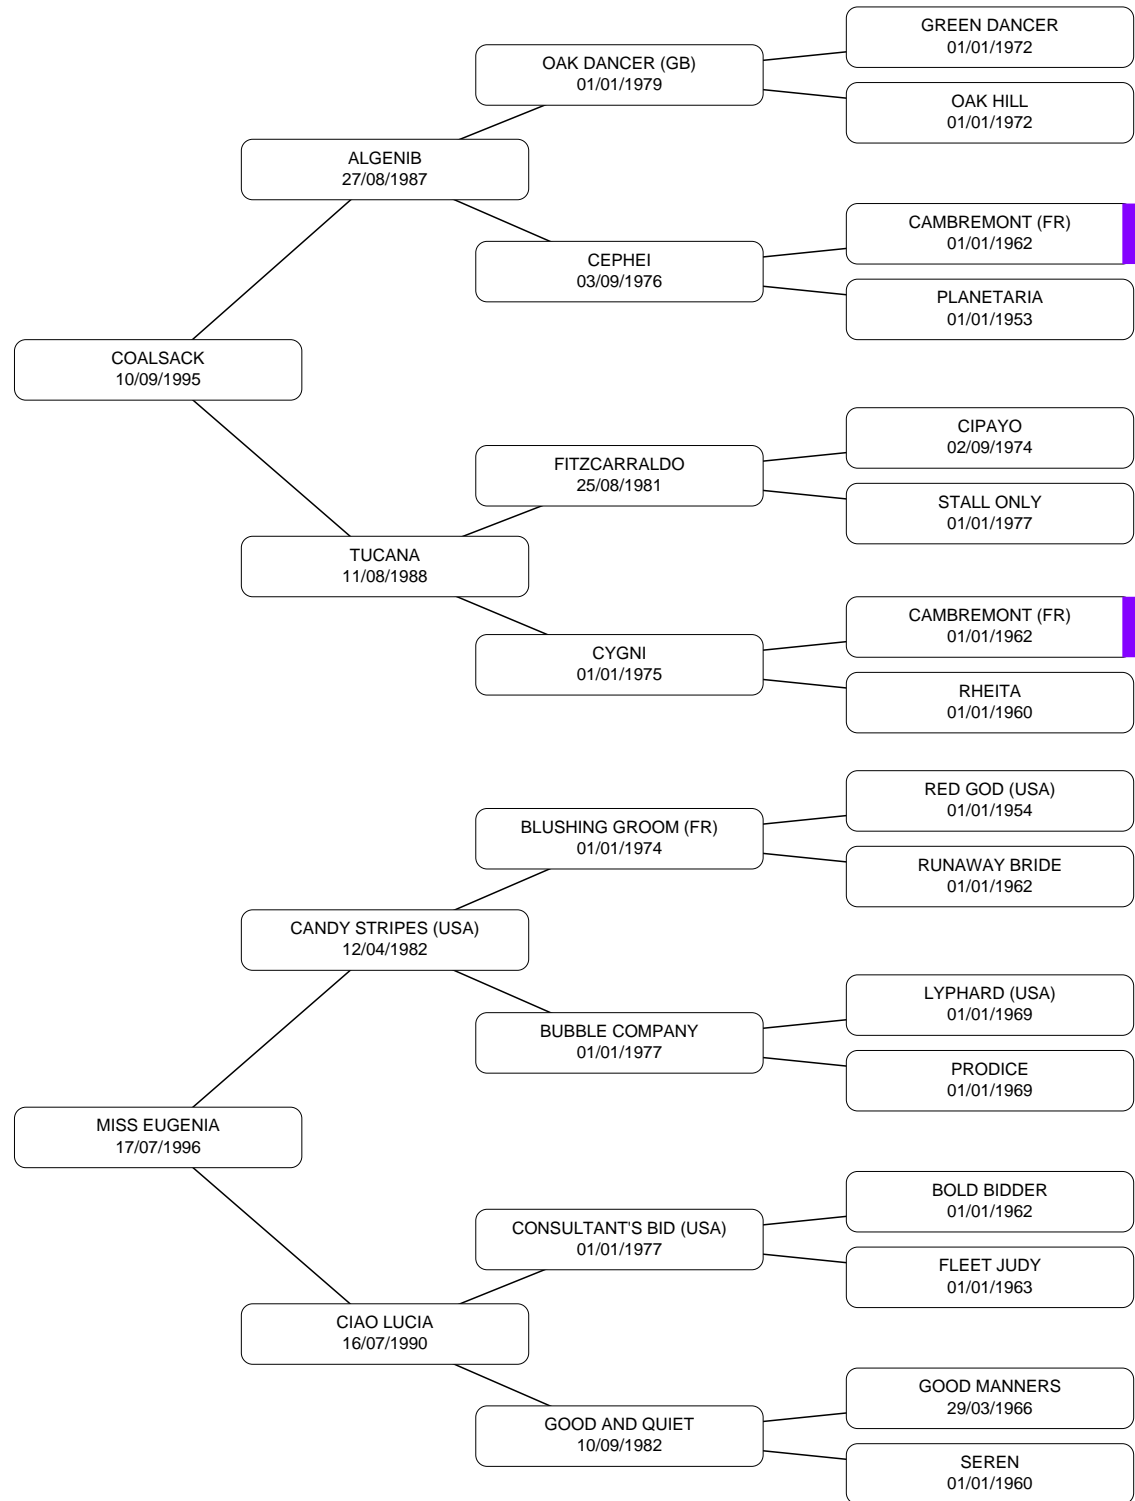 GREEN DANCER
01/01/1972
OAK DANCER (GB)
01/01/1979
OAK HILL
01/01/1972
ALGENIB
27/08/1987
CAMBREMONT (FR)
01/01/1962
CEPHEI
03/09/1976
PLANETARIA
01/01/1953
COALSACK
10/09/1995
CIPAYO
02/09/1974
FITZCARRALDO
25/08/1981
STALL ONLY
01/01/1977
TUCANA
11/08/1988
CAMBREMONT (FR)
01/01/1962
CYGNI
01/01/1975
RHEITA
01/01/1960
RED GOD (USA)
01/01/1954
BLUSHING GROOM (FR)
01/01/1974
RUNAWAY BRIDE
01/01/1962
CANDY STRIPES (USA)
12/04/1982
LYPHARD (USA)
01/01/1969
BUBBLE COMPANY
01/01/1977
PRODICE
01/01/1969
MISS EUGENIA
17/07/1996
BOLD BIDDER
01/01/1962
CONSULTANT'S BID (USA)
01/01/1977
FLEET JUDY
01/01/1963
CIAO LUCIA
16/07/1990
GOOD MANNERS
29/03/1966
GOOD AND QUIET
10/09/1982
SEREN
01/01/1960